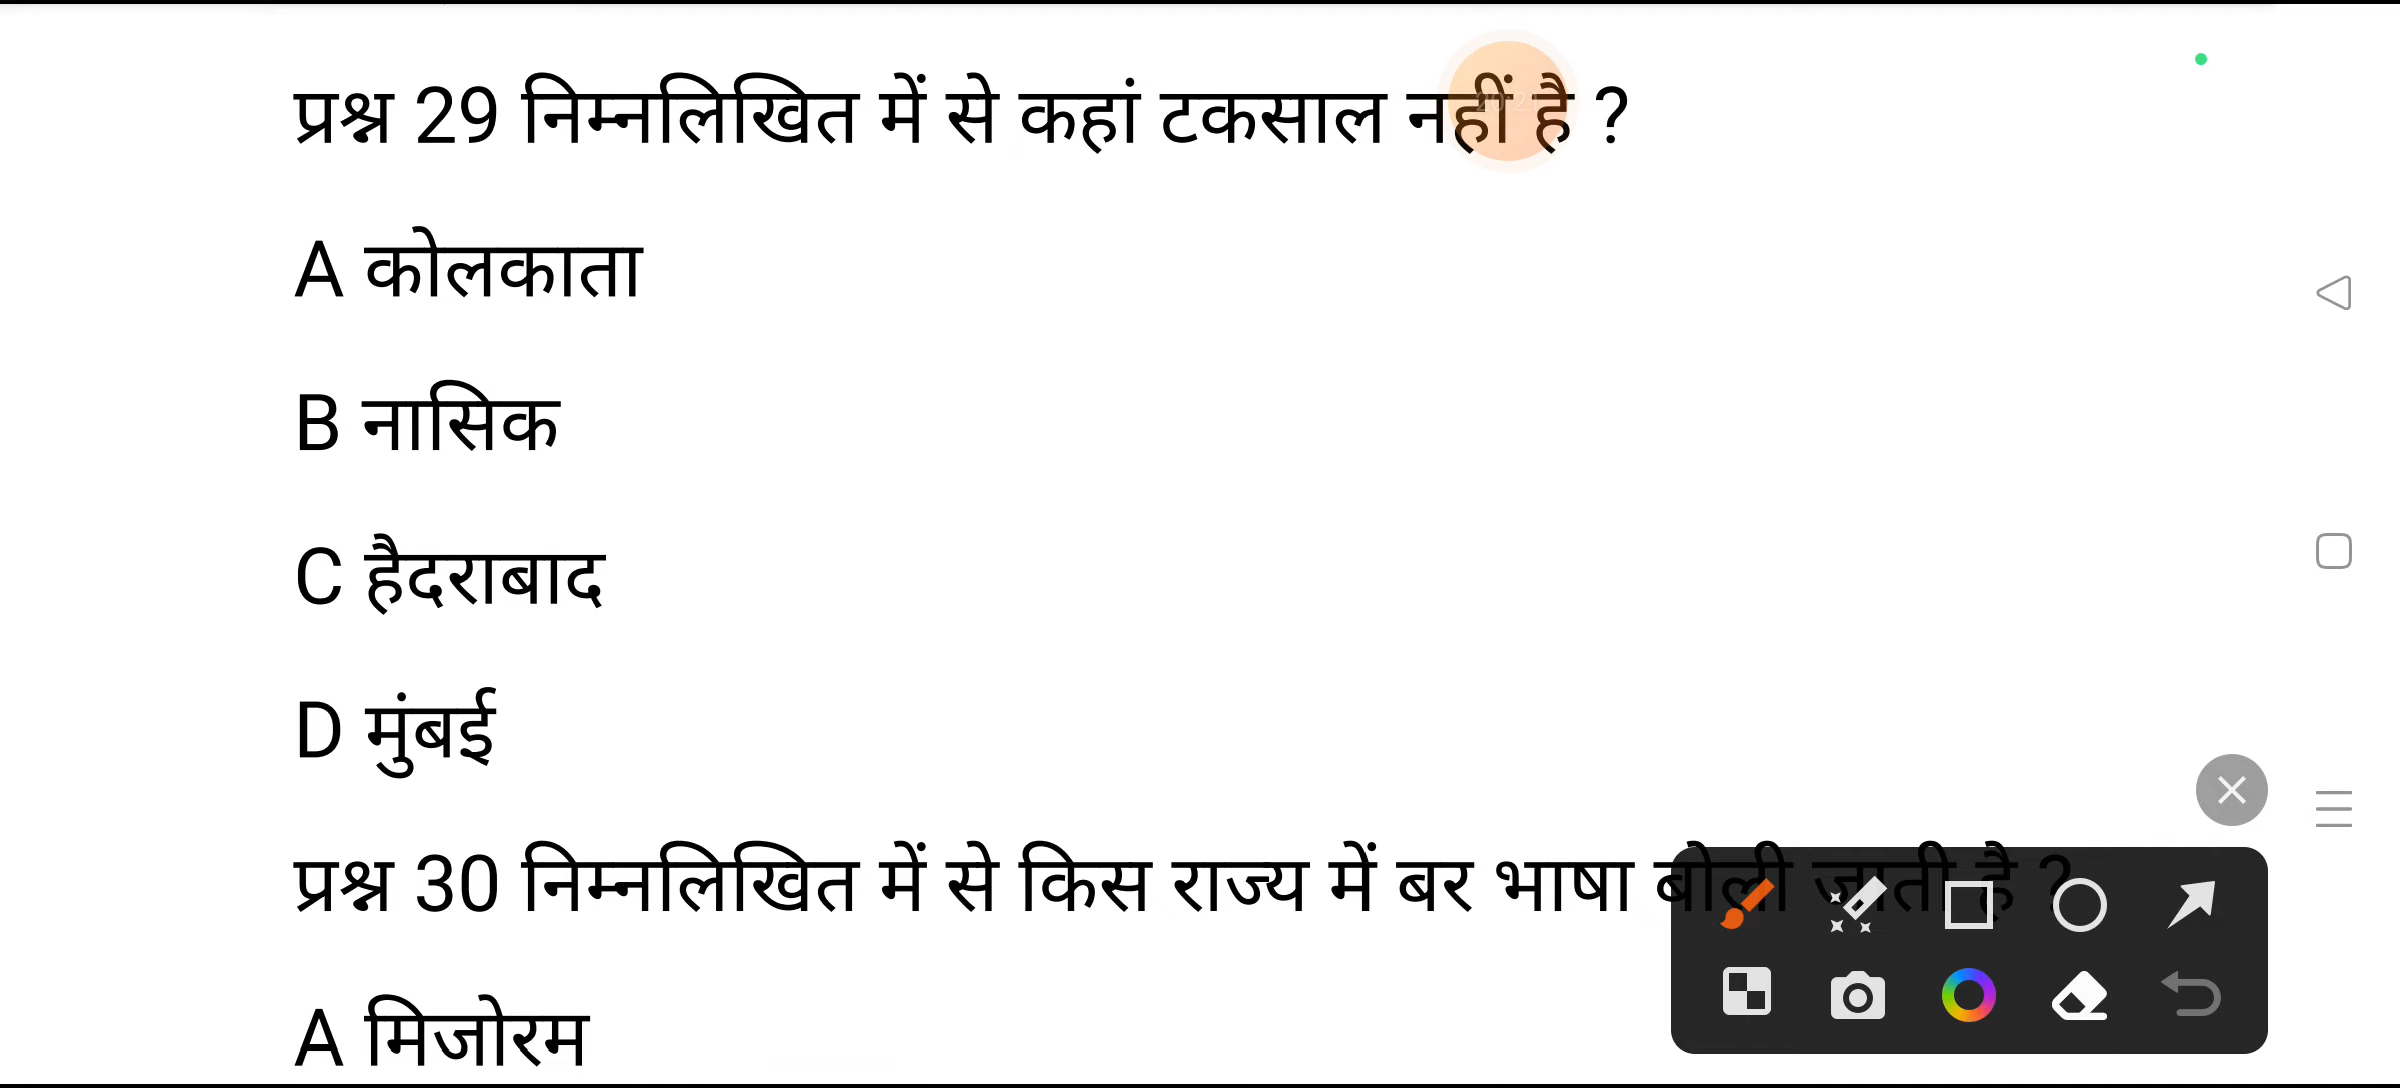 प्रश्न 29 निम्नलिखित में से कहां टकसाल नहीं है ?
A कोलकाता
B नासिक
C हैदराबाद
D मुंबई
प्रश्न 30 निम्नलिखित में से किस राज्य में बर भाषा बोली जाती है ?
A मिजोरम